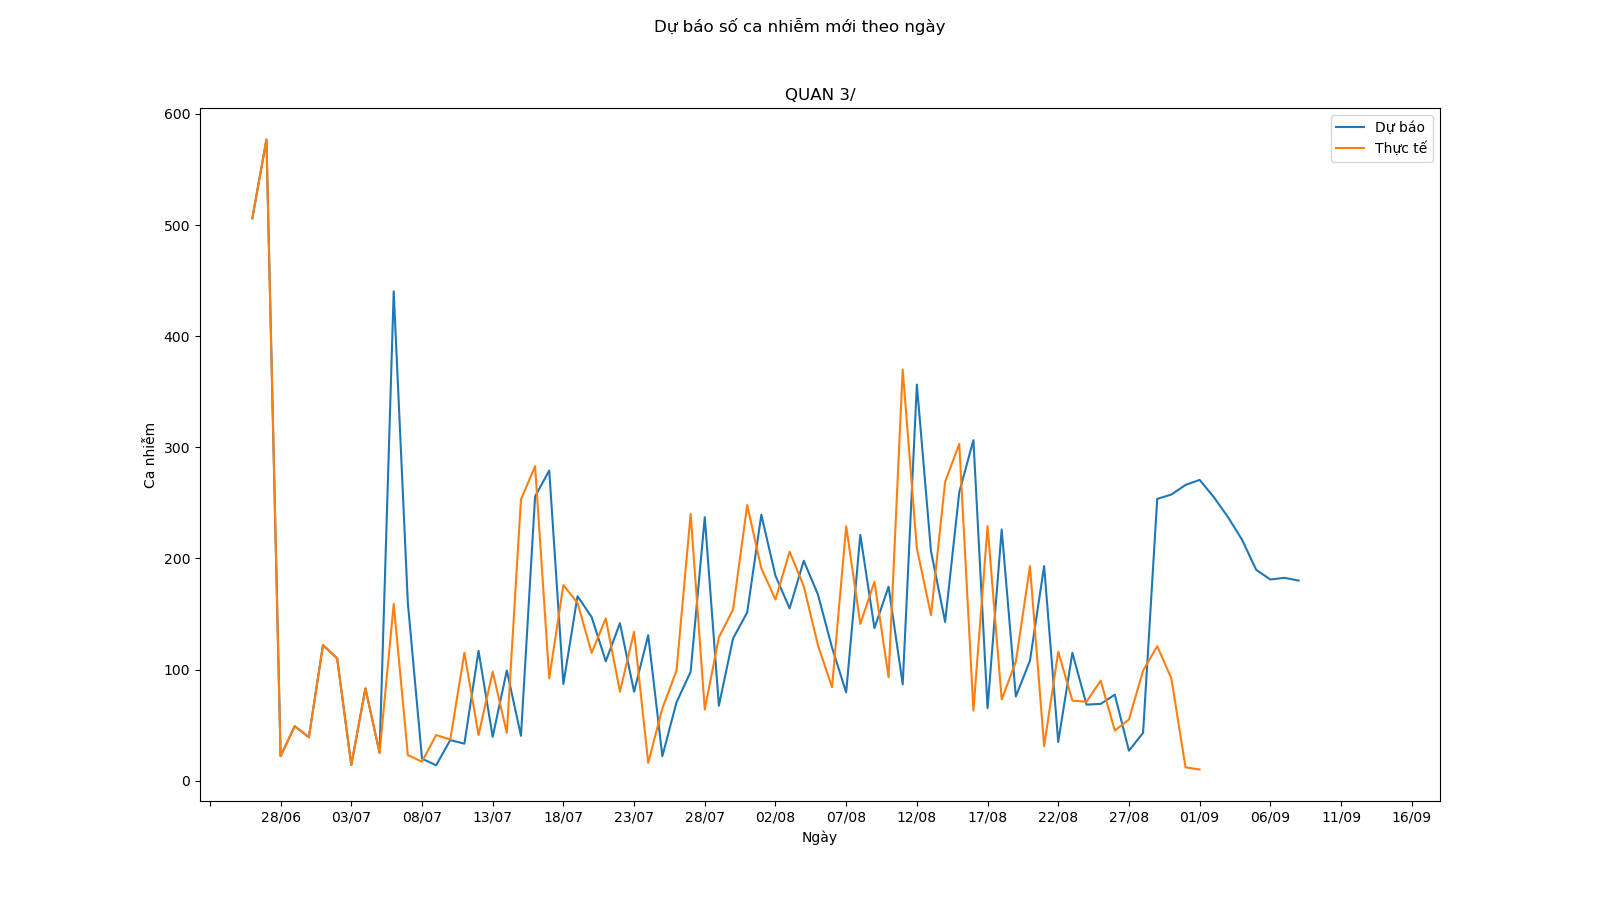 Dự báo số ca nhiễm mới theo ngày
QUAN 3/
Dự báo
Thực tế
600
500
400
300
200
100
0
Ca nhiễm
28/06 03/07 08/07 13/07 18/07 23/07 28/07 02/08 07/08 12/08 17/08 22/08 27/08 01/09 06/09 11/09 16/09
Ngày